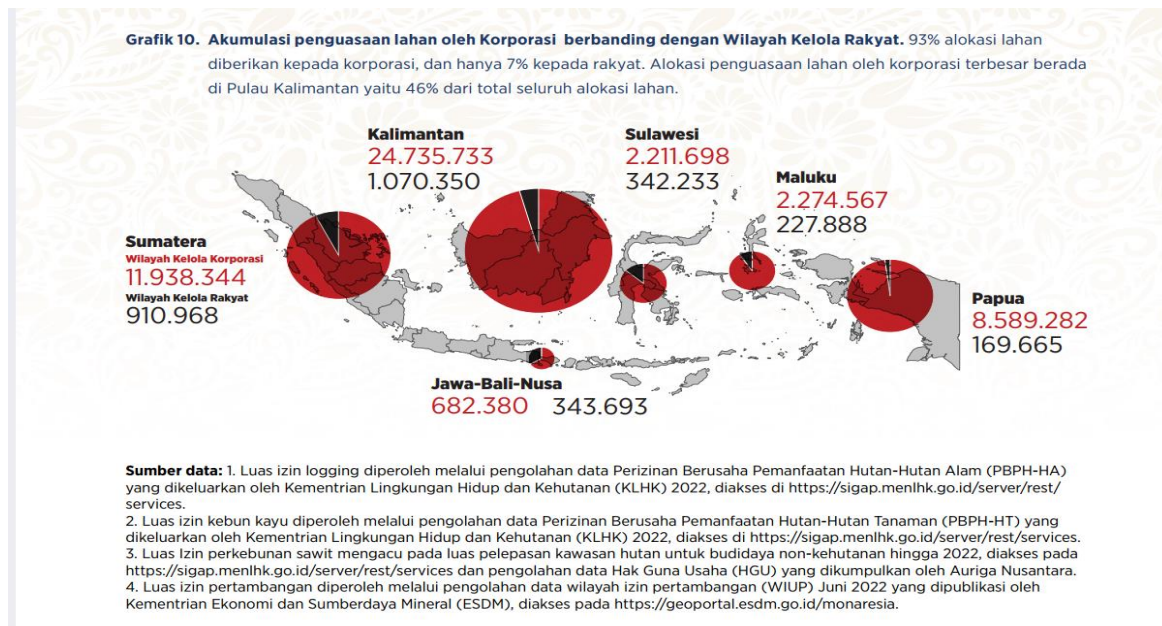 Grafik 10. Akumulasi penguasaan lahan oleh Korporasi berbanding dengan Wilayah Kelola Rakyat. 93% alokasi lahan
diberikan kepada korporasi, dan hanya 7% kepada rakyat. Alokasi penguasaan lahan oleh korporasi terbesar berada
di Pulau Kalimantan yaitu 46% dari total seluruh alokasi lahan.
Kalimantan
24.735.733
1.070.350
Sulawesi
2.211.698
342.233
Maluku
2.274.567
227.888
Sumatera
Wilayah Kelola Korporasi
11.938.344
Wilayah Kelola Rakyat
910.968
Papua
8.589.282
169.665
Jawa-Bali-Nusa
682.380 343.693
Sumber data: 1. Luas izin logging diperoleh melalui pengolahan data Perizinan Berusaha Pemanfaatan Hutan-Hutan Alam (PBPH-HA)
yang dikeluarkan oleh Kementrian Lingkungan Hidup dan Kehutanan (KLHK) 2022, diakses di https://sigap.menlhk.go.id/server/rest/
services.
2. Luas izin kebun kayu diperoleh melalui pengolahan data Perizinan Berusaha Pemanfaatan Hutan-Hutan Tanaman (PBPH-HT) yang
dikeluarkan oleh Kementrian Lingkungan Hidup dan Kehutanan (KLHK) 2022, diakses di https://sigap.menlhk.go.id/server/rest/services.
3. Luas Izin perkebunan sawit mengacu pada luas pelepasan kawasan hutan untuk budidaya non-kehutanan hingga 2022, diakses pada
https://sigap.menlhk.go.id/server/rest/services dan pengolahan data Hak Guna Usaha (HGU) yang dikumpulkan oleh Auriga Nusantara.
4. Luas izin pertambangan diperoleh melalui pengolahan data wilayah izin pertambangan (WIUP) Juni 2022 yang dipublikasi oleh
Kementrian Ekonomi dan Sumberdaya Mineral (ESDM), diakses pada https://geoportal.esdm.go.id/monaresia.